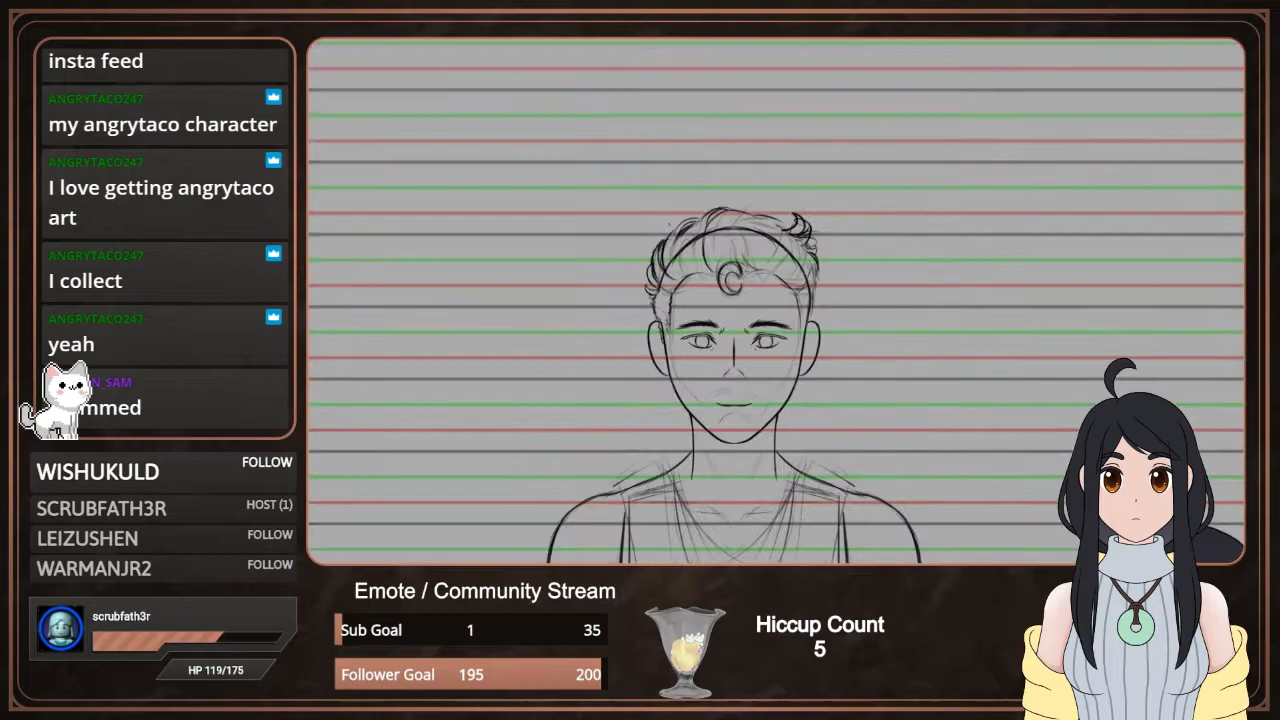 insta feed
ANGRYTACO247
my angrytaco character
ANGRYTACO247
I love getting angrytaco
art
ANGRYTACO247
I collect
ANGRYTACO247
yeah
N_SAM
mmed
WISHUKULD FOLLOW
SCRUBFATH3R HOST (1)
LEIZUSHEN FOLLOW
WARMANJR2 FOLLOW
scrubfath3r
HP 119/175
Emote / Community Stream
Sub Goal 1 35
Follower Goal 195 200
Hiccup Count
5